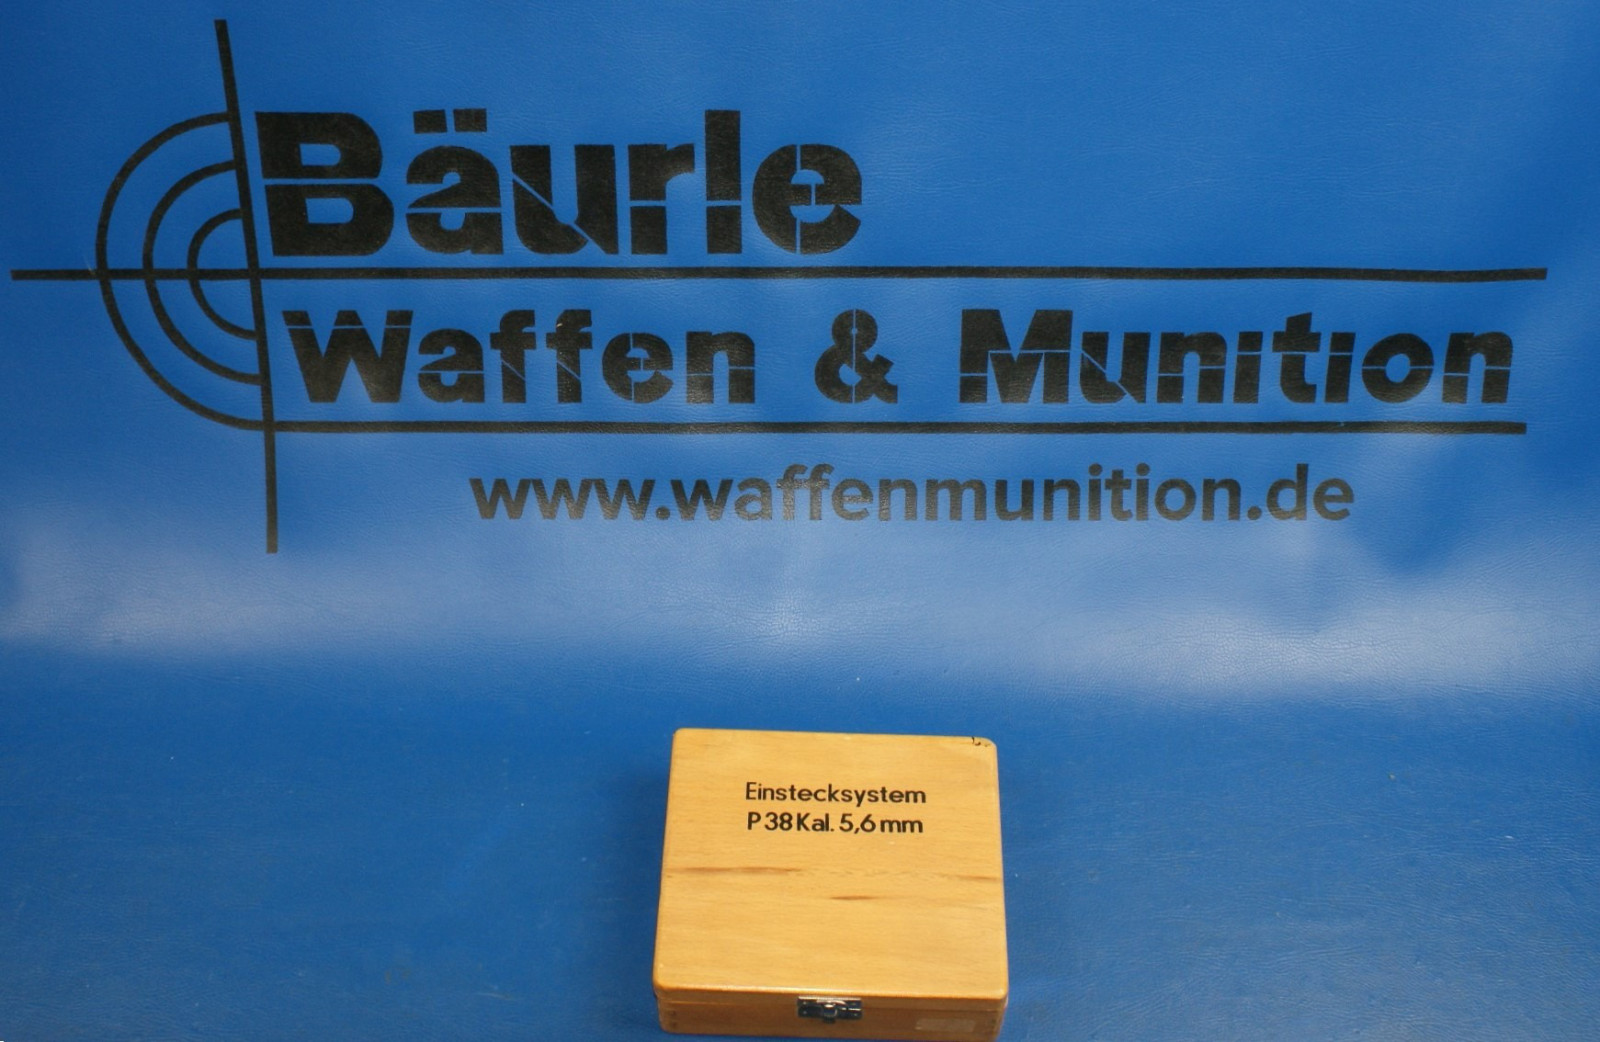 Bäurle
Waffen & Munition
www.waffenmunition.de
Einstecksystem
P38 Kal. 5,6 mm